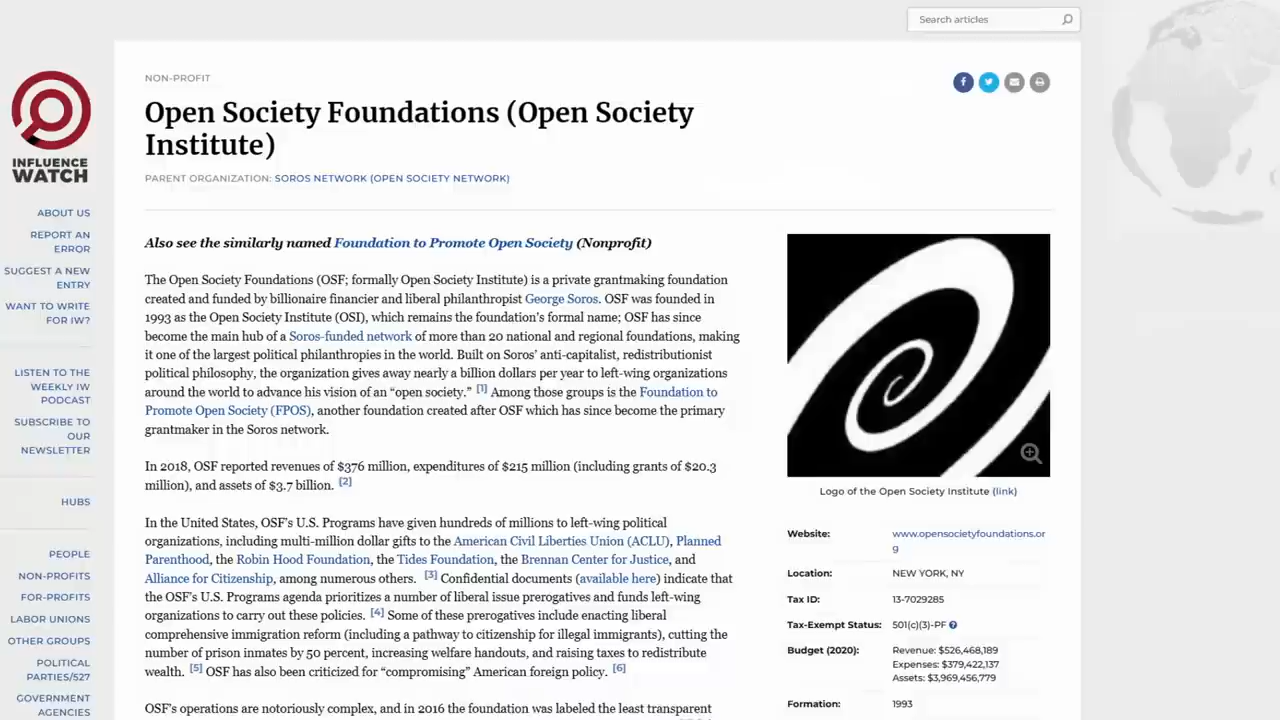 Search articles
INFLUENCE
WATCH
ABOUT US
REPORT AN
ERROR
SUGGEST A NEW
ENTRY
WANT TO WRITE
FOR IW?
LISTEN TO THE
WEEKLY IW
PODCAST
SUBSCRIBE TO
OUR
NEWSLETTER
HUBS
PEOPLE
NON-PROFITS
FOR-PROFITS
LABOR UNIONS
OTHER GROUPS
POLITICAL
PARTIES/527
GOVERNMENT
AGENCIES
NON-PROFIT
Open Society Foundations (Open Society
Institute)
PARENT ORGANIZATION: SOROS NETWORK (OPEN SOCIETY NETWORK)
Also see the similarly named Foundation to Promote Open Society (Nonprofit)
The Open Society Foundations (OSF; formally Open Society Institute) is a private grantmaking foundation
created and funded by billionaire financier and liberal philanthropist George Soros. OSF was founded in
1993 as the Open Society Institute (OSI), which remains the foundation's formal name; OSF has since
become the main hub of a Soros-funded network of more than 20 national and regional foundations, making
it one of the largest political philanthropies in the world. Built on Soros' anti-capitalist, redistributionist
political philosophy, the organization gives away nearly a billion dollars per year to left-wing organizations
around the world to advance his vision of an “open society.” [1] Among those groups is the Foundation to
Promote Open Society (FPOS), another foundation created after OSF which has since become the primary
grantmaker in the Soros network.
In 2018, OSF reported revenues of $376 million, expenditures of $215 million (including grants of $20.3
million), and assets of $3.7 billion. [2]
In the United States, OSF's U.S. Programs have given hundreds of millions to left-wing political
organizations, including multi-million dollar gifts to the American Civil Liberties Union (ACLU), Planned
Parenthood, the Robin Hood Foundation, the Tides Foundation, the Brennan Center for Justice, and
Alliance for Citizenship, among numerous others. [3] Confidential documents (available here) indicate that
the OSF's U.S. Programs agenda prioritizes a number of liberal issue prerogatives and funds left-wing
organizations to carry out these policies. [4] Some of these prerogatives include enacting liberal
comprehensive immigration reform (including a pathway to citizenship for illegal immigrants), cutting the
number of prison inmates by 50 percent, increasing welfare handouts, and raising taxes to redistribute
wealth. [5] OSF has also been criticized for “compromising” American foreign policy. [6]
OSF's operations are notoriously complex, and in 2016 the foundation was labeled the least transparent
Logo of the Open Society Institute (link)
Website: www.opensocietyfoundations.or
g
Location: NEW YORK, NY
Tax ID: 13-7029285
Tax-Exempt Status: 501(c)(3)-PF ?
Budget (2020): Revenue: $526,468,189
Expenses: $379,422,137
Assets: $3,969,456,779
Formation: 1993